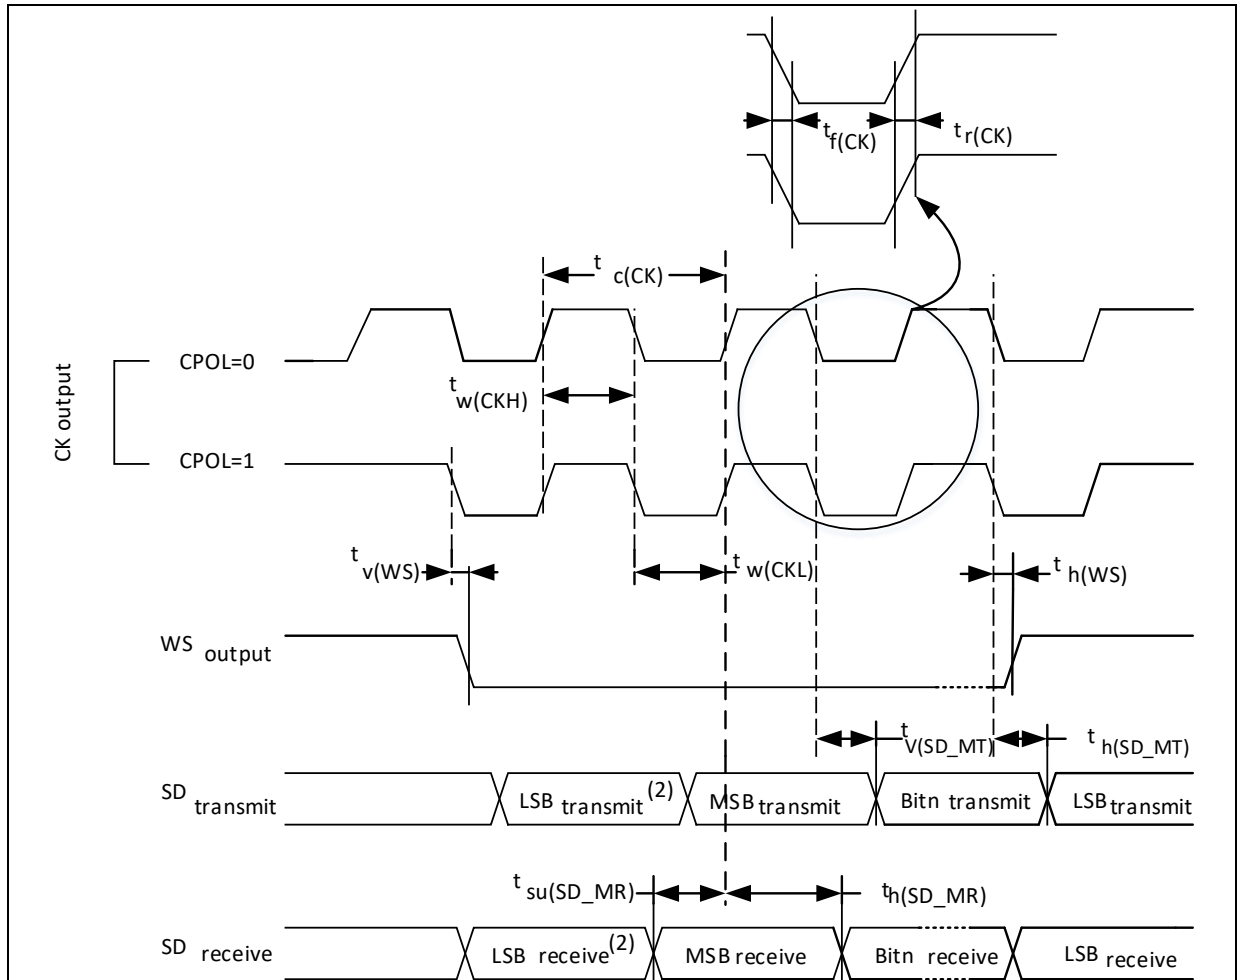 t f(CK)
t r(CK)
t c(CK)
CK output
CPOL=0
t w(CKH)
CPOL=1
t v(WS)
t w(CKL)
t h(WS)
WS output
t V(SD_MT)
t h(SD_MT)
SD transmit
LSB transmit (2)
MSB transmit
Bitn transmit
LSB transmit
t su(SD_MR)
th(SD_MR)
SD receive
LSB receive (2)
MSB receive
Bitn receive
LSB receive